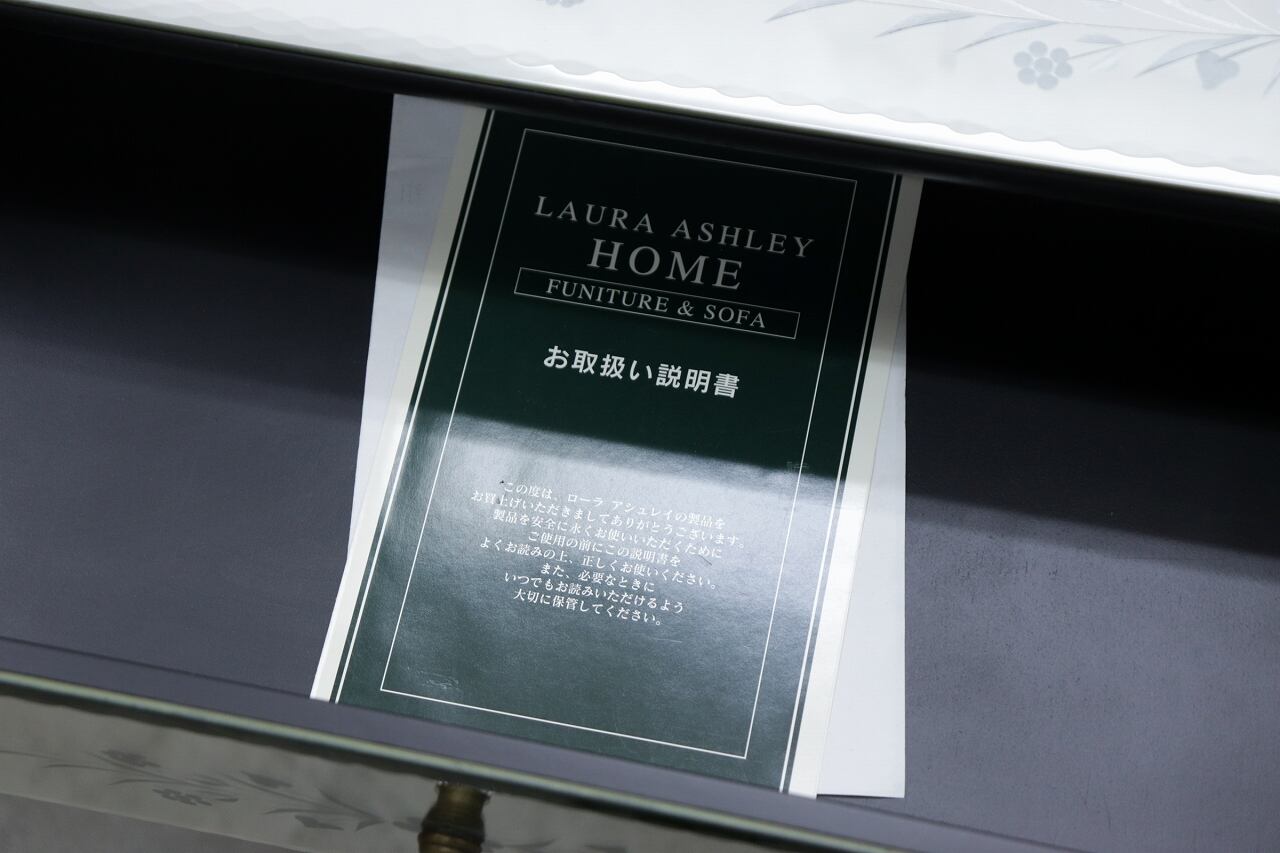 LAURA ASHLEY
HOME
FUNITURE & SOFA
お取扱い説明書
この度は、ローラ アシュレイの製品を
お買上げいただきましてありがとうございます。
製品を安全に永くお使いいただくために
ご使用の前にこの説明書を
よくお読みの上、正しくお使いください。
また、必要なときに
いつでもお読みいただけるよう
大切に保管してください。